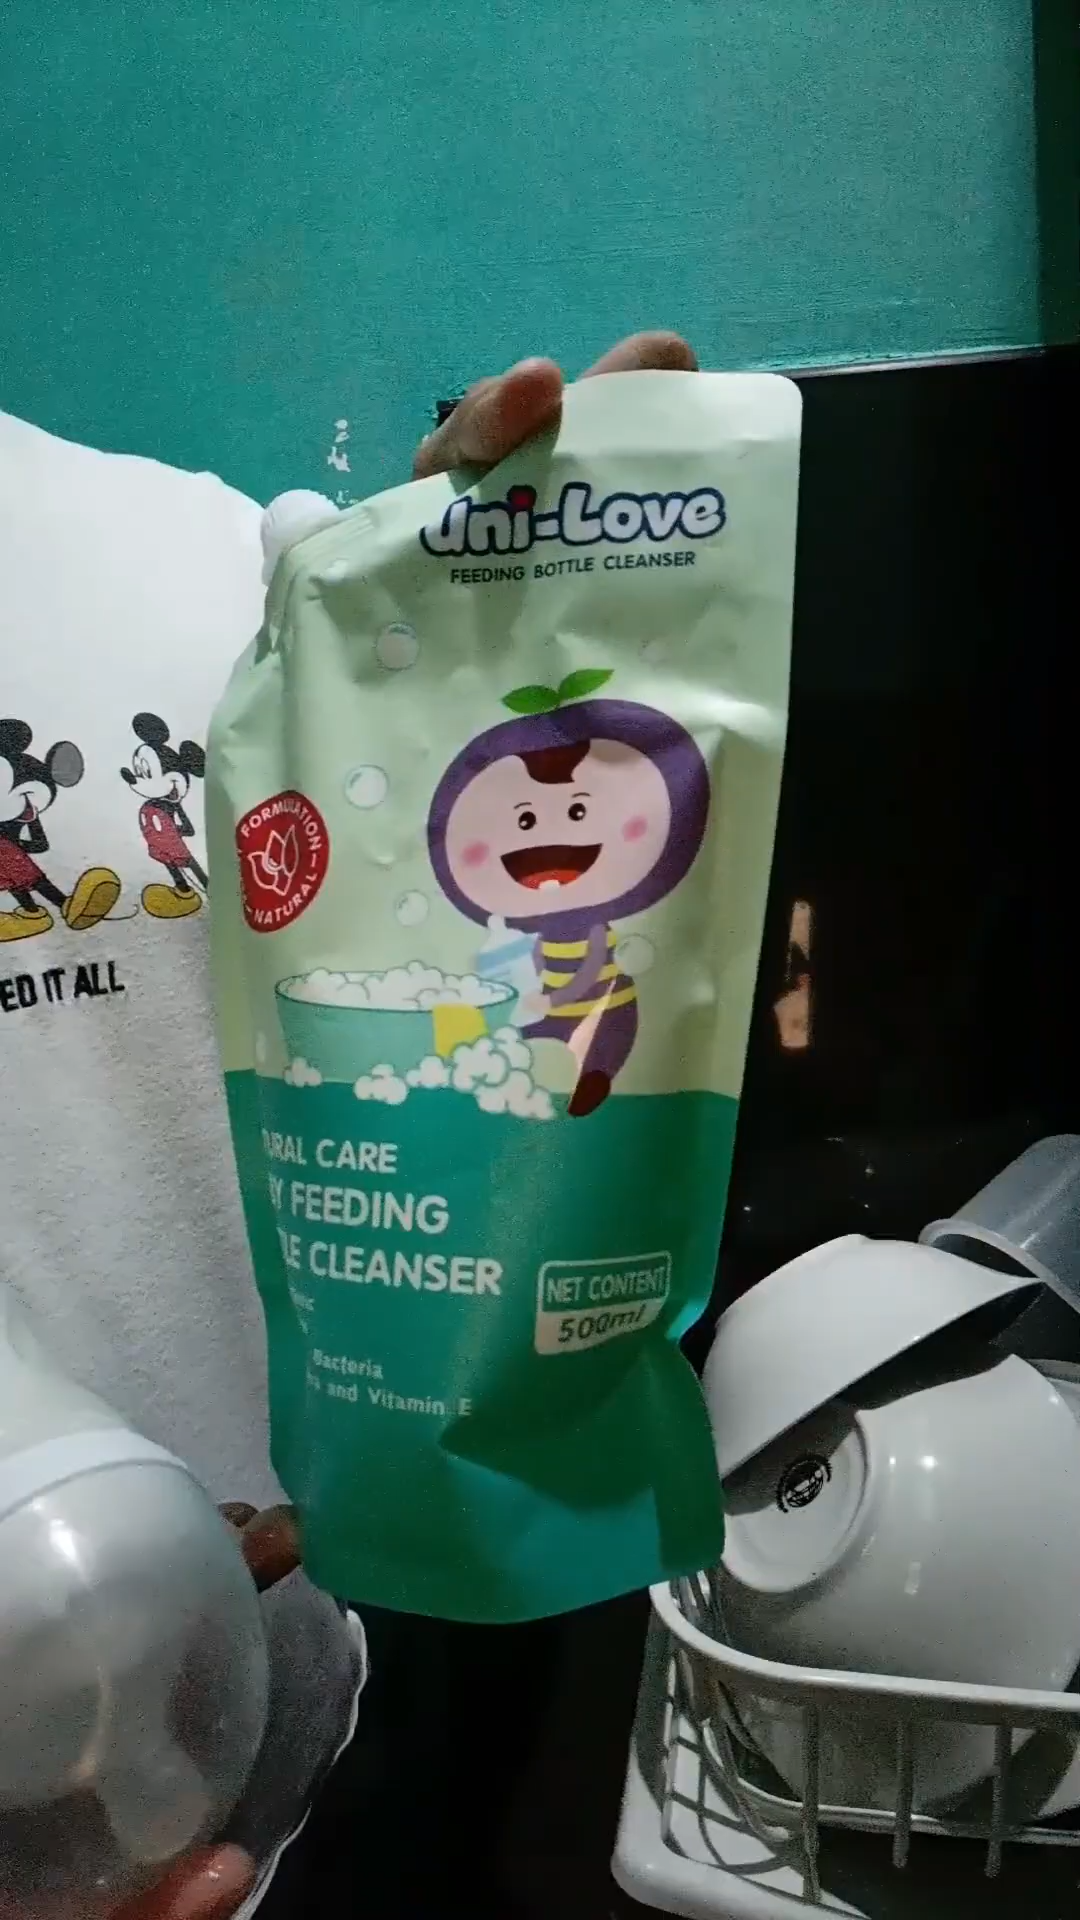 Uni-Love
FEEDING BOTTLE CLEANSER
FORMULATION
NATURAL
ED IT ALL
URAL CARE
Y FEEDING
LE CLEANSER
NET CONTENT
500ml
Bacteria
and Vitamin E